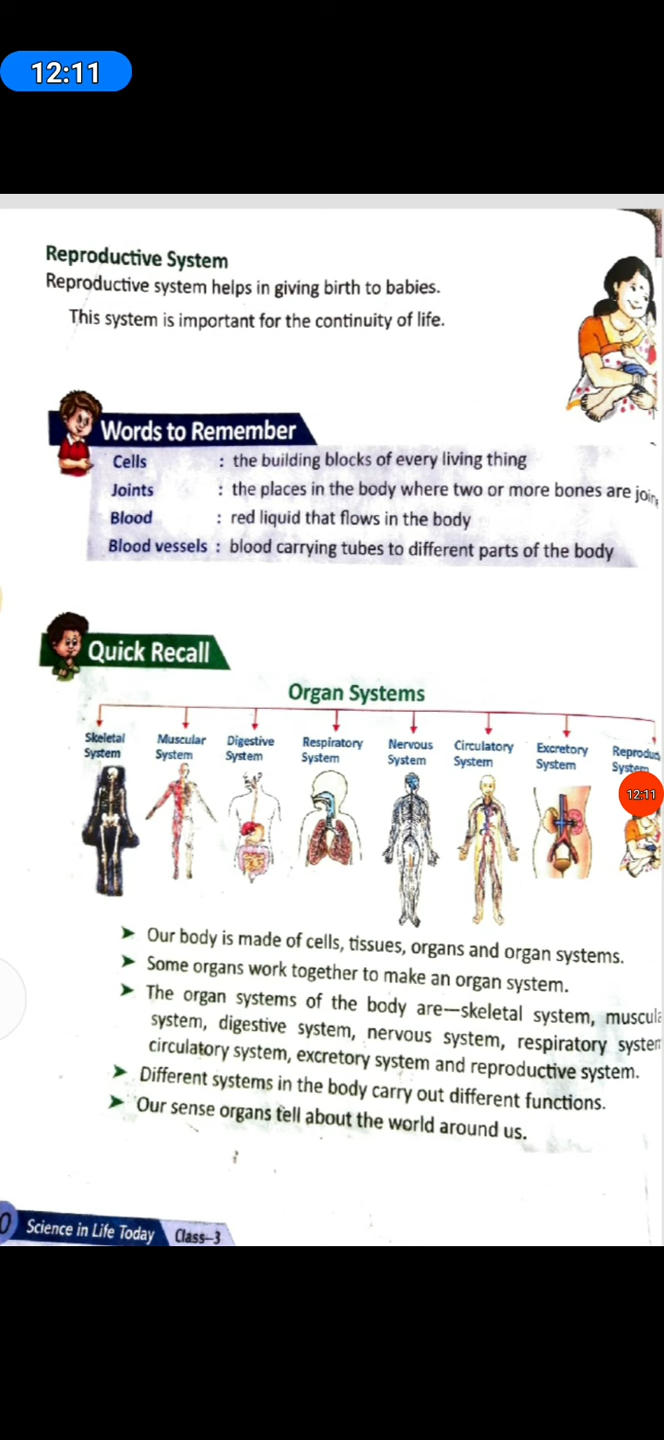 12:11
Reproductive System
Reproductive system helps in giving birth to babies.
This system is important for the continuity of life.
Words to Remember
Cells : the building blocks of every living thing
Joints : the places in the body where two or more bones are join
Blood : red liquid that flows in the body
Blood vessels : blood carrying tubes to different parts of the body
Quick Recall
Organ Systems
Skeletal System
Muscular System
Digestive System
Respiratory System
Nervous System
Circulatory System
Excretory System
Reproduc
System
12:11
➤ Our body is made of cells, tissues, organs and organ systems.
➤ Some organs work together to make an organ system.
➤ The organ systems of the body are—skeletal system, muscula
system, digestive system, nervous system, respiratory system
circulatory system, excretory system and reproductive system.
➤ Different systems in the body carry out different functions.
➤ Our sense organs tell about the world around us.
0 Science in Life Today Class–3